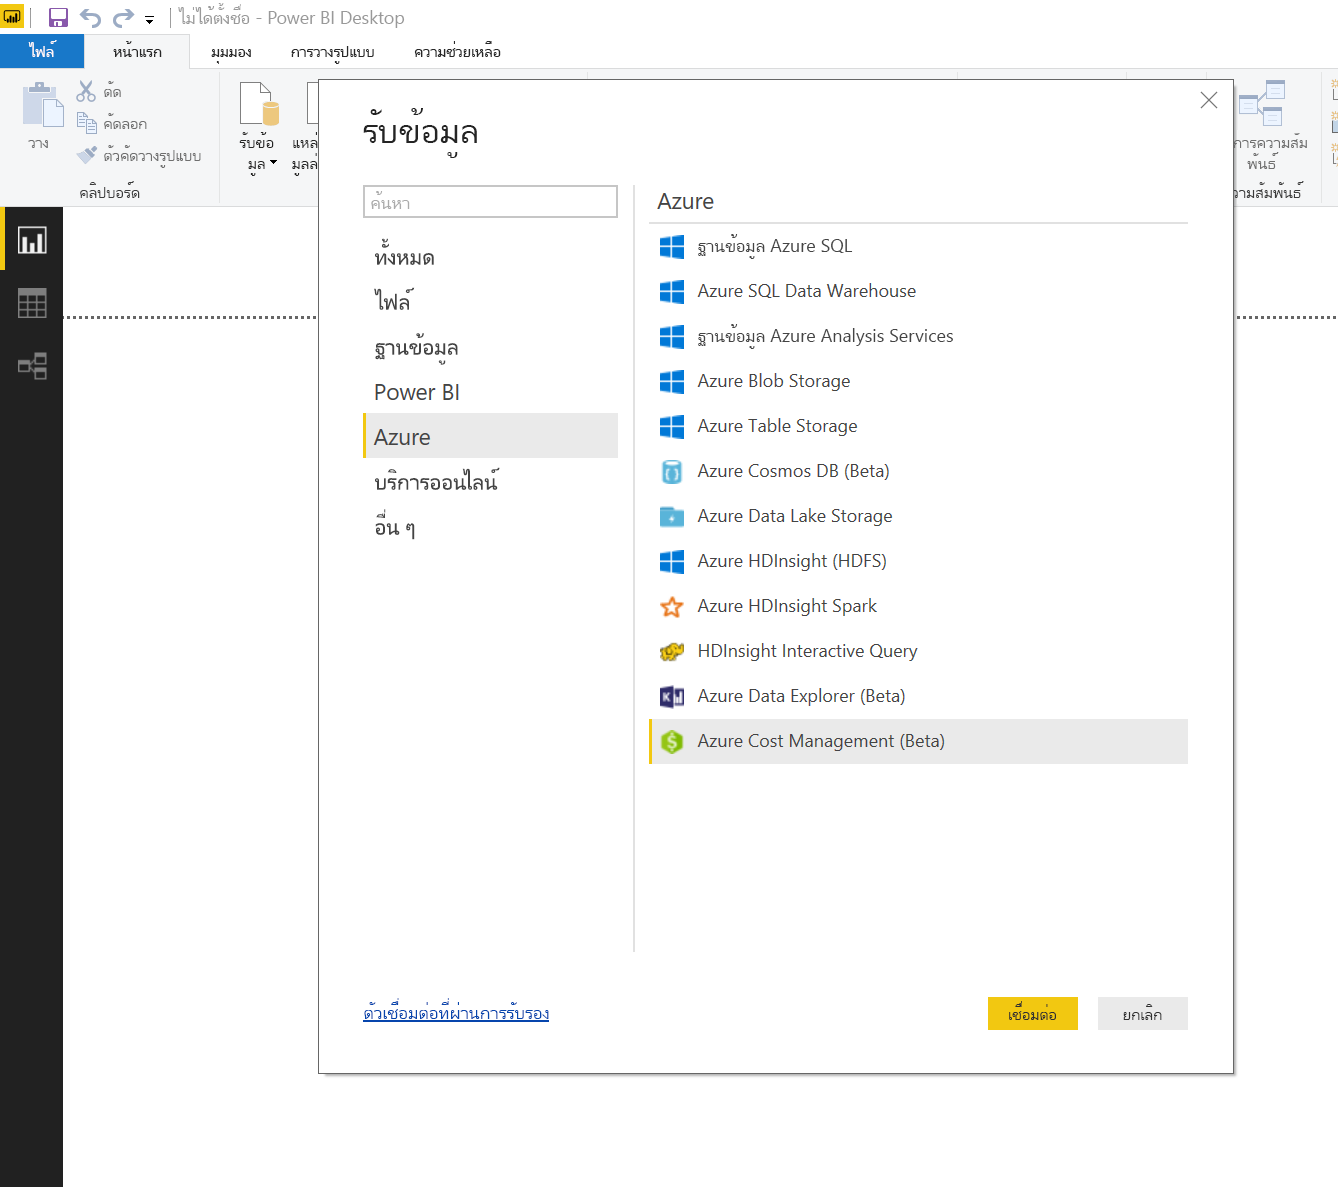 ไม่ได้ตั้งชื่อ - Power BI Desktop
ไฟล์
หน้าแรก
มุมมอง
การวางรูปแบบ
ความช่วยเหลือ
วาง
ตัด
คัดลอก
ตัวคัดวางรูปแบบ
คลิปบอร์ด
รับข้อ
มูล
แหล่
มูลล่
การความสัม
พันธ์
วามสัมพันธ์
รับข้อมูล
ค้นหา
ทั้งหมด
ไฟล์
ฐานข้อมูล
Power BI
Azure
บริการออนไลน์
อื่น ๆ
Azure
ฐานข้อมูล Azure SQL
Azure SQL Data Warehouse
ฐานข้อมูล Azure Analysis Services
Azure Blob Storage
Azure Table Storage
Azure Cosmos DB (Beta)
Azure Data Lake Storage
Azure HDInsight (HDFS)
Azure HDInsight Spark
HDInsight Interactive Query
Azure Data Explorer (Beta)
Azure Cost Management (Beta)
ตัวเชื่อมต่อที่ผ่านการรับรอง
เชื่อมต่อ
ยกเลิก